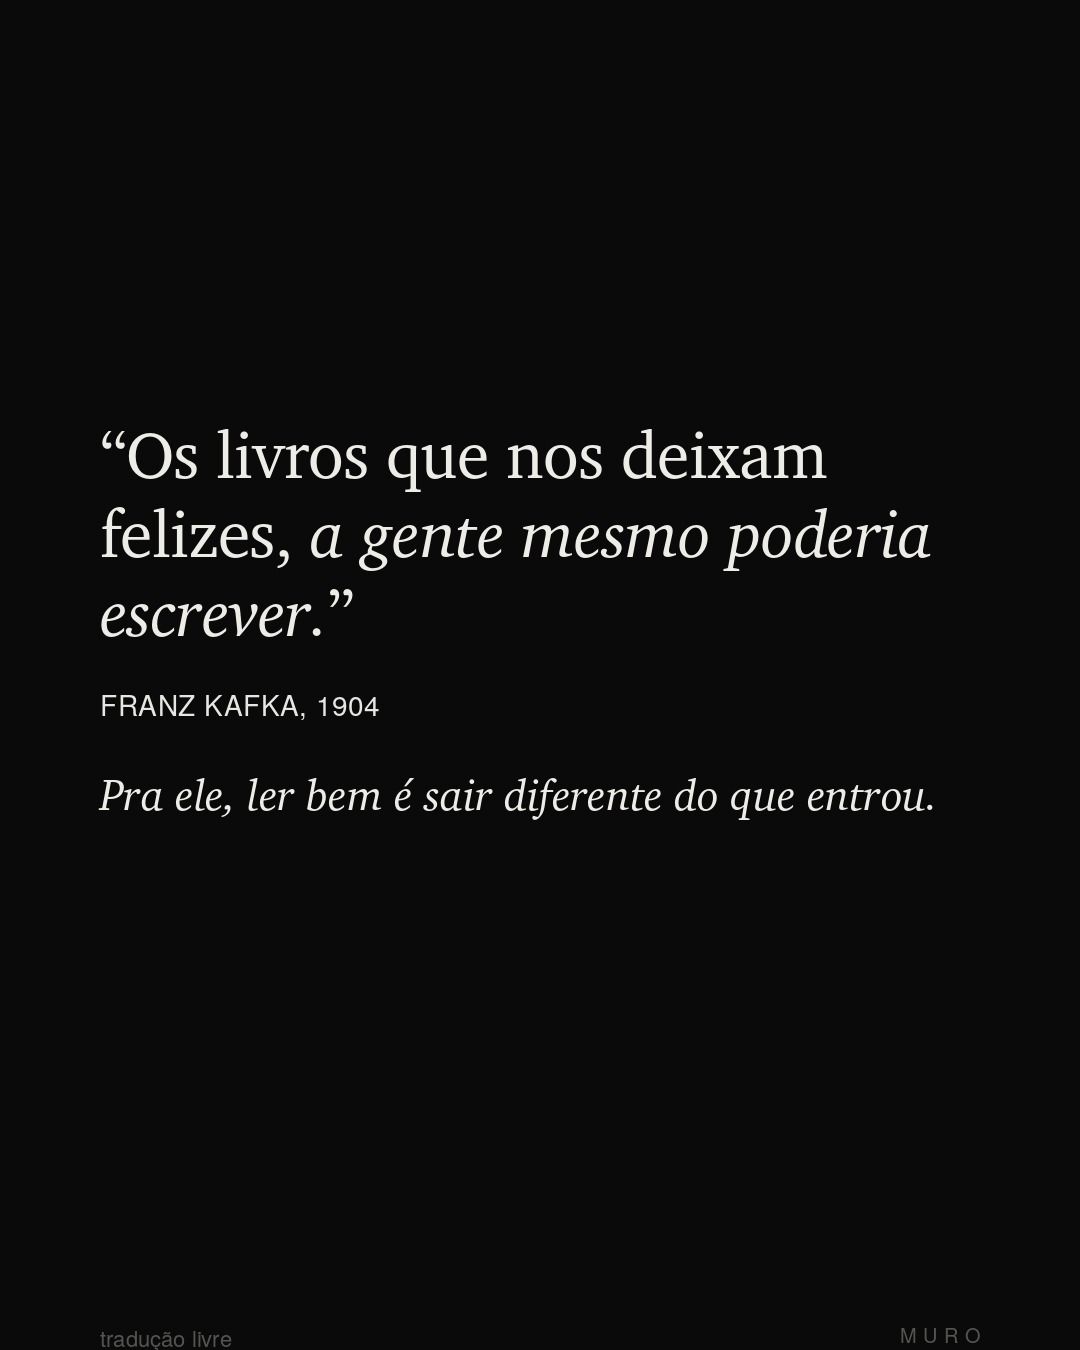 “Os livros que nos deixam
felizes, a gente mesmo poderia
escrever.”
FRANZ KAFKA, 1904
Pra ele, ler bem é sair diferente do que entrou.
tradução livre
MURO